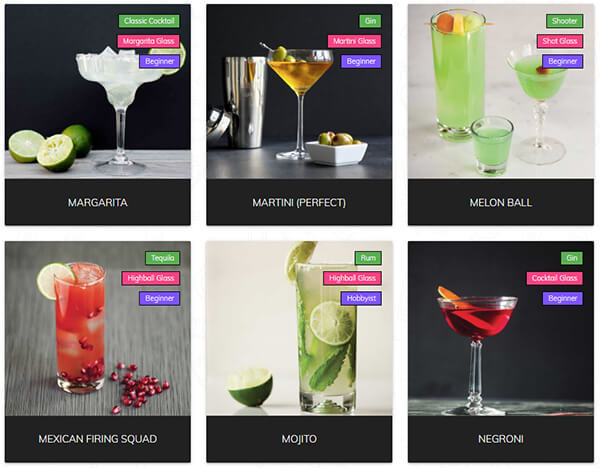 Classic Cocktail
Margarita Glass
Beginner
MARGARITA
Gin
Martini Glass
Beginner
MARTINI (PERFECT)
Shooter
Shot Glass
Beginner
MELON BALL
Tequila
Highball Glass
Beginner
MEXICAN FIRING SQUAD
Rum
Highball Glass
Hobbyist
MOJITO
Gin
Cocktail Glass
Beginner
NEGRONI